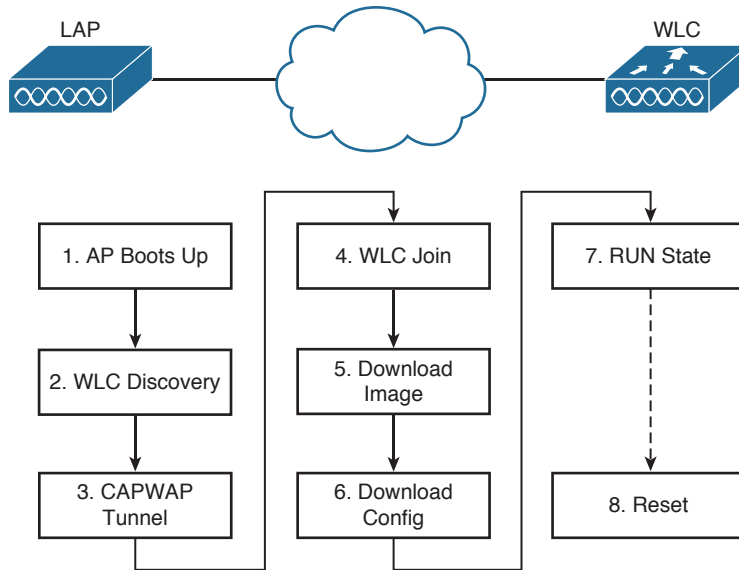 LAP
WLC
1. AP Boots Up
2. WLC Discovery
3. CAPWAP
Tunnel
4. WLC Join
5. Download
Image
6. Download
Config
7. RUN State
8. Reset